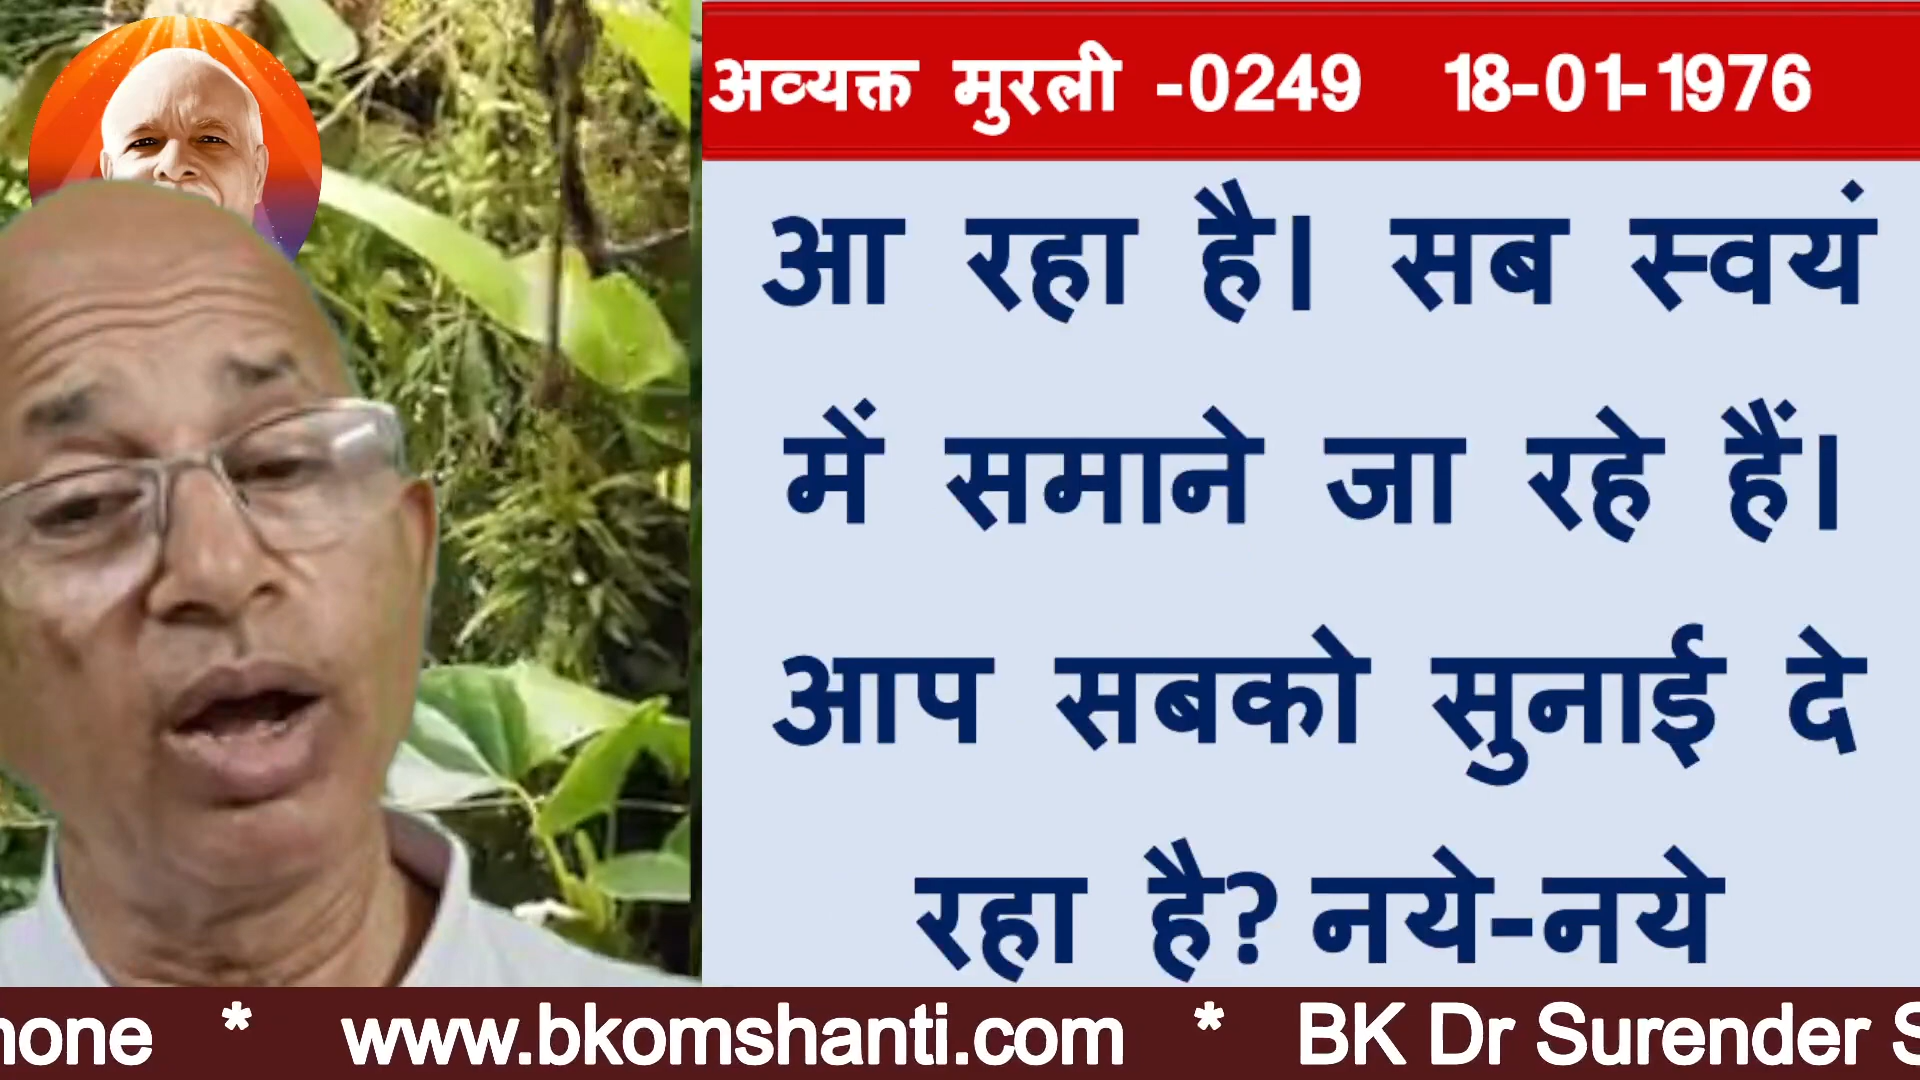 अव्यक्त मुरली -0249 18-01-1976
आ रहा है। सब स्वयं
में समाने जा रहे हैं।
आप सबको सुनाई दे
रहा है? नये-नये
* www.bkomshanti.com * BK Dr Surender